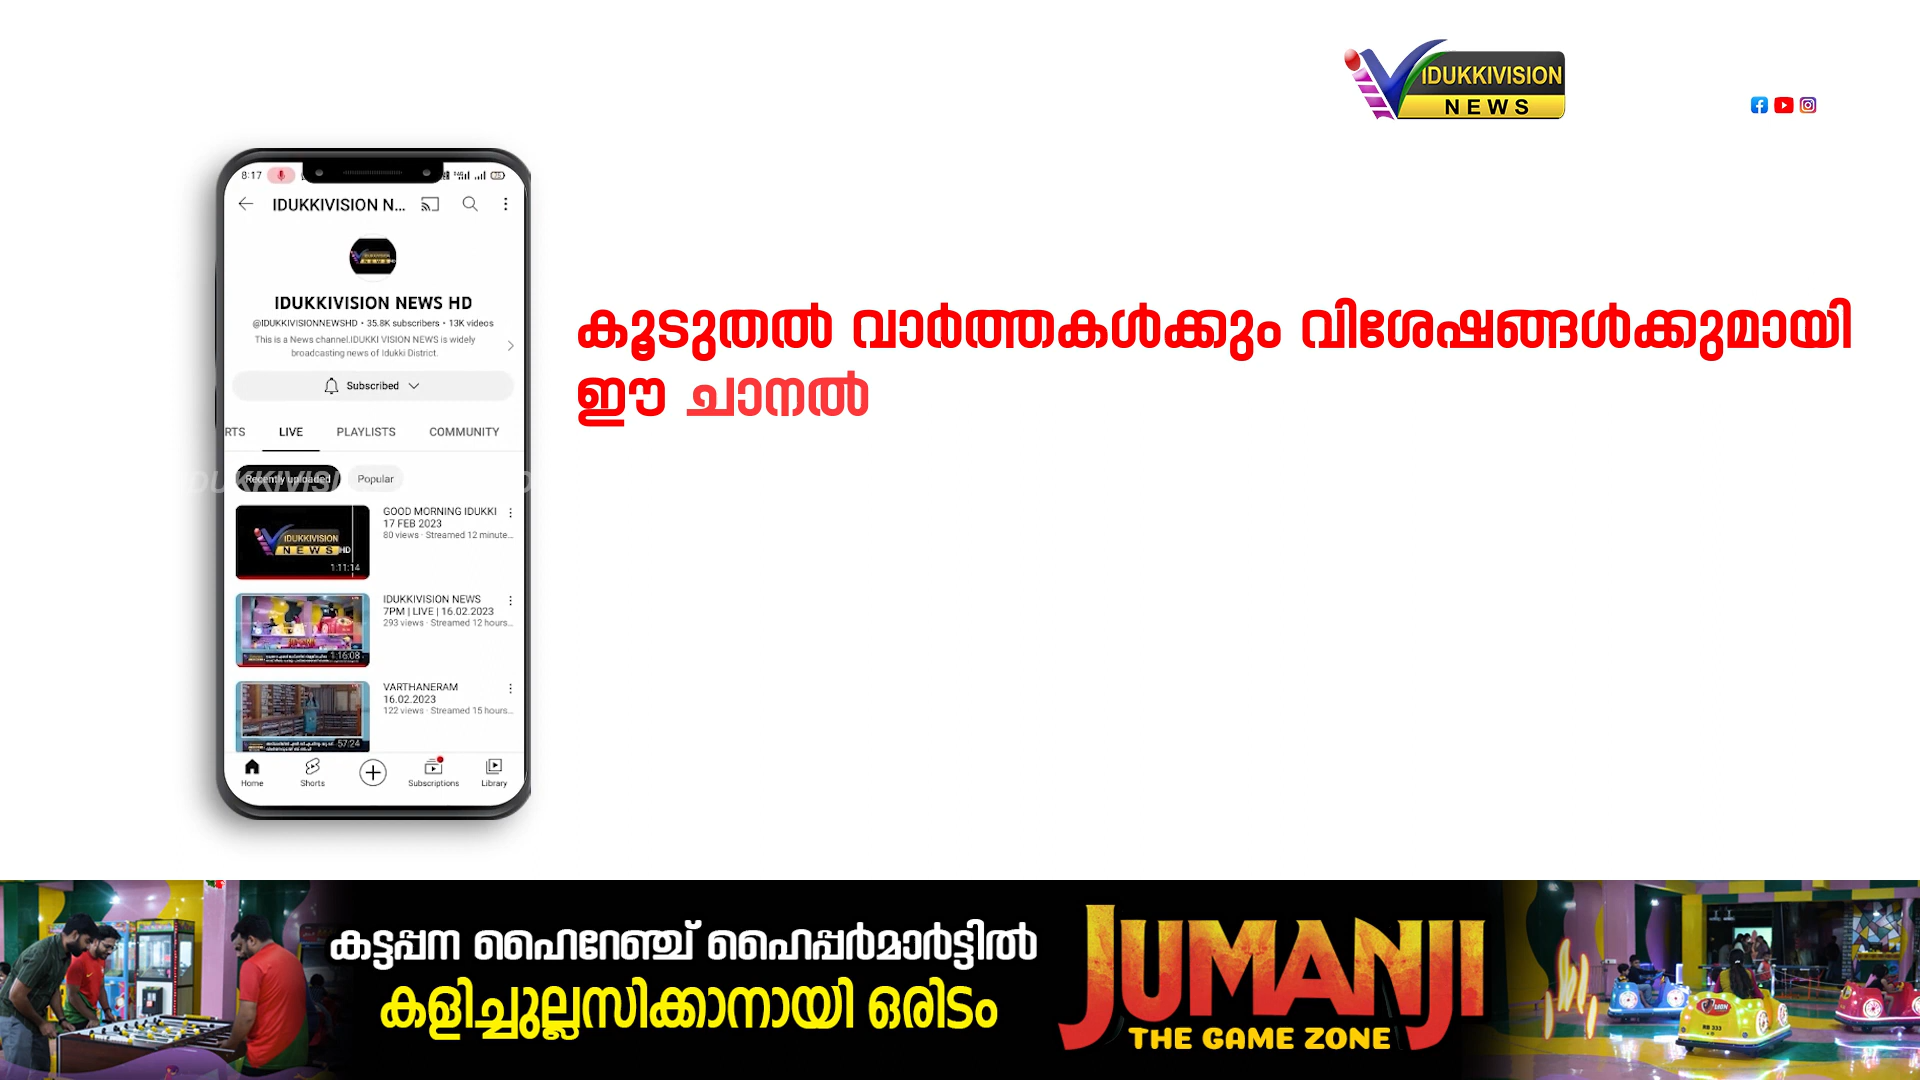 IDUKKIVISION
NEWS
8:17
IDUKKIVISION N...
IDUKKIVISION NEWS HD
@IDUKKIVISIONNEWSHD • 35.8K subscribers • 13K videos
This is a News channel.IDUKKI VISION NEWS is widely
broadcasting news of Idukki District.
Subscribed
RTS LIVE PLAYLISTS COMMUNITY
Recently uploaded Popular
IDUKKIVISION
NEWS HD
1:11:14
GOOD MORNING IDUKKI
17 FEB 2023
80 views · Streamed 12 minute...
1:16:08
IDUKKIVISION NEWS
7PM | LIVE | 16.02.2023
293 views · Streamed 12 hours...
57:24
VARTHANERAM
16.02.2023
122 views · Streamed 15 hours...
Home Shorts Subscriptions Library
കൂടുതൽ വാർത്തകൾക്കും വിശേഷങ്ങൾക്കുമായി
ഈ ചാനൽ
കട്ടപ്പന ഹൈറേഞ്ച് ഹൈപ്പർമാർട്ടിൽ
കളിച്ചുല്ലസിക്കാനായി ഒരിടം
JUMANJI
THE GAME ZONE